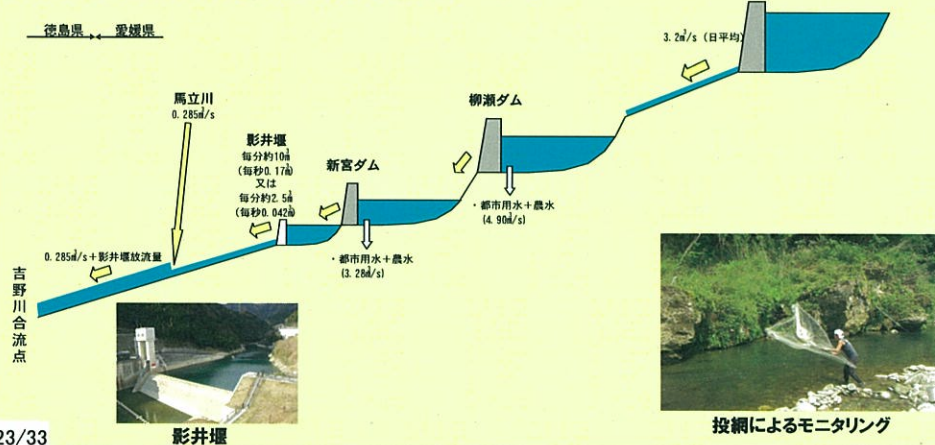 徳島県 愛媛県
3.2㎥/s（日平均）
馬立川
0.285㎥/s
柳瀬ダム
影井堰
毎分約10㎥
(毎秒0.17㎥)
又は
毎分約2.5㎥
(毎秒0.042㎥)
新宮ダム
・都市用水＋農水
(4.90㎥/s)
・都市用水＋農水
(3.28㎥/s)
0.285㎥/s＋影井堰放流量
吉野川合流点
影井堰
投網によるモニタリング
23/33